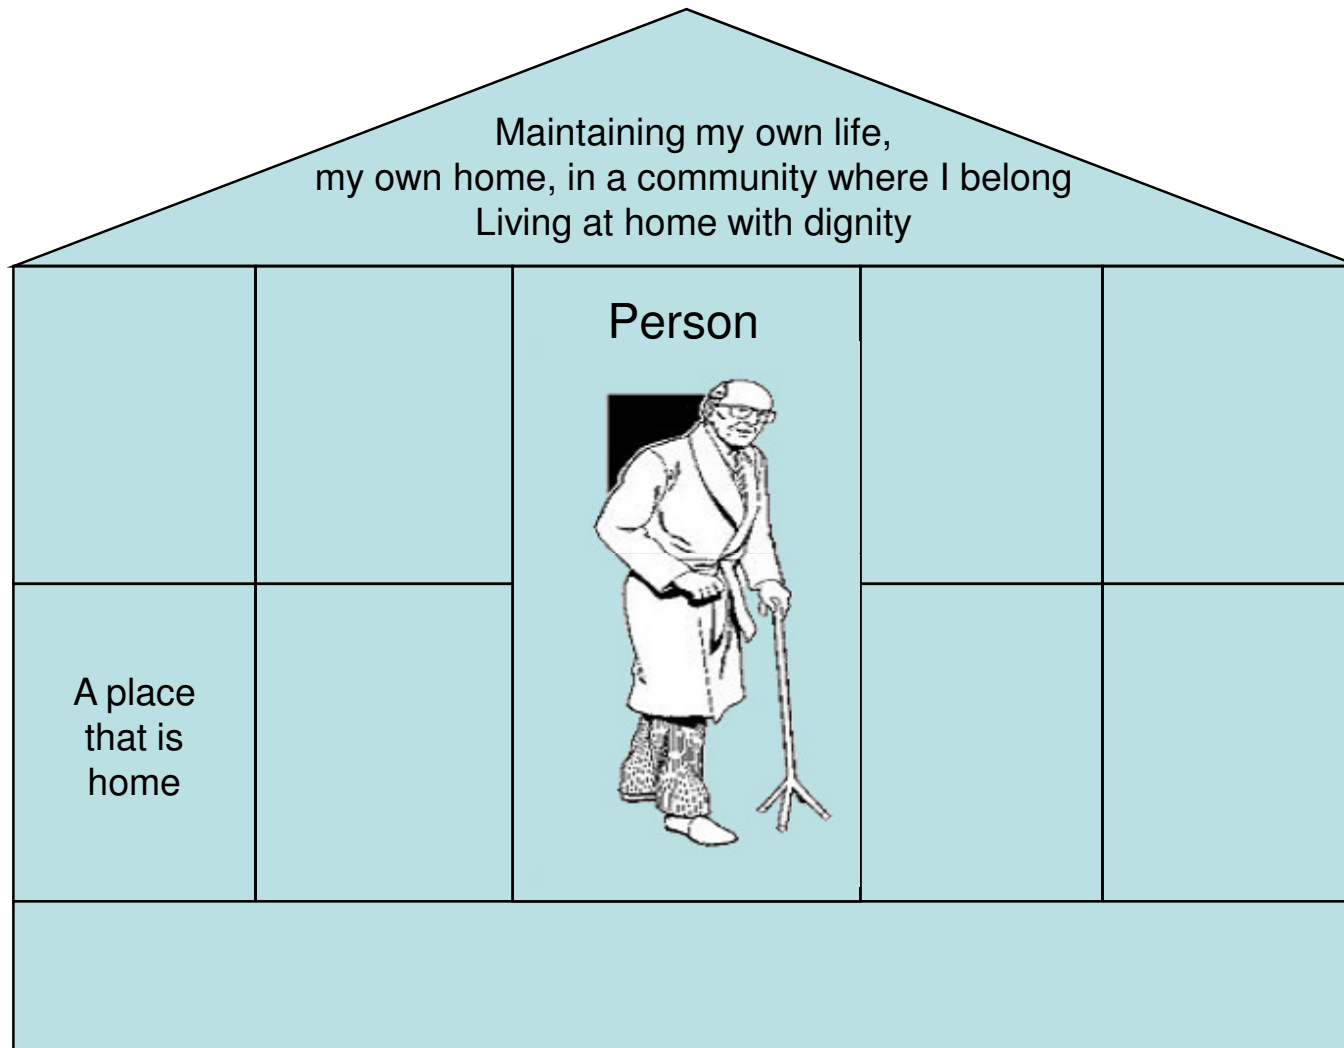 Maintaining my own life,
my own home, in a community where I belong
Living at home with dignity
Person
A place
that is
home